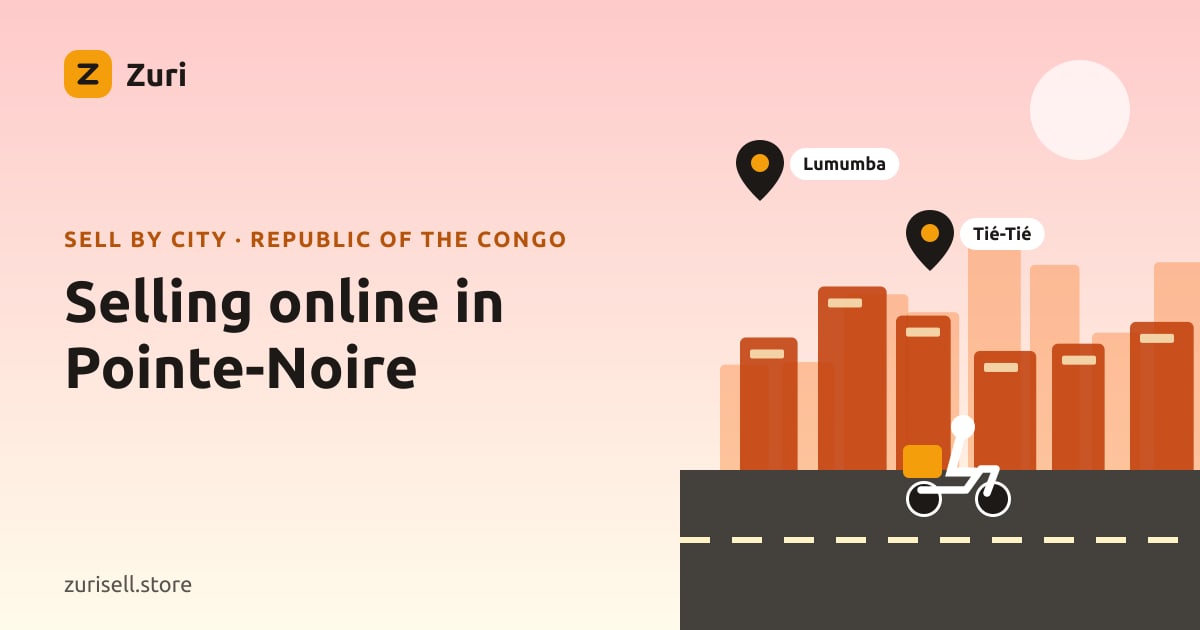 Z Zuri
Lumumba
Tié-Tié
SELL BY CITY · REPUBLIC OF THE CONGO
Selling online in
Pointe-Noire
zurisell.store